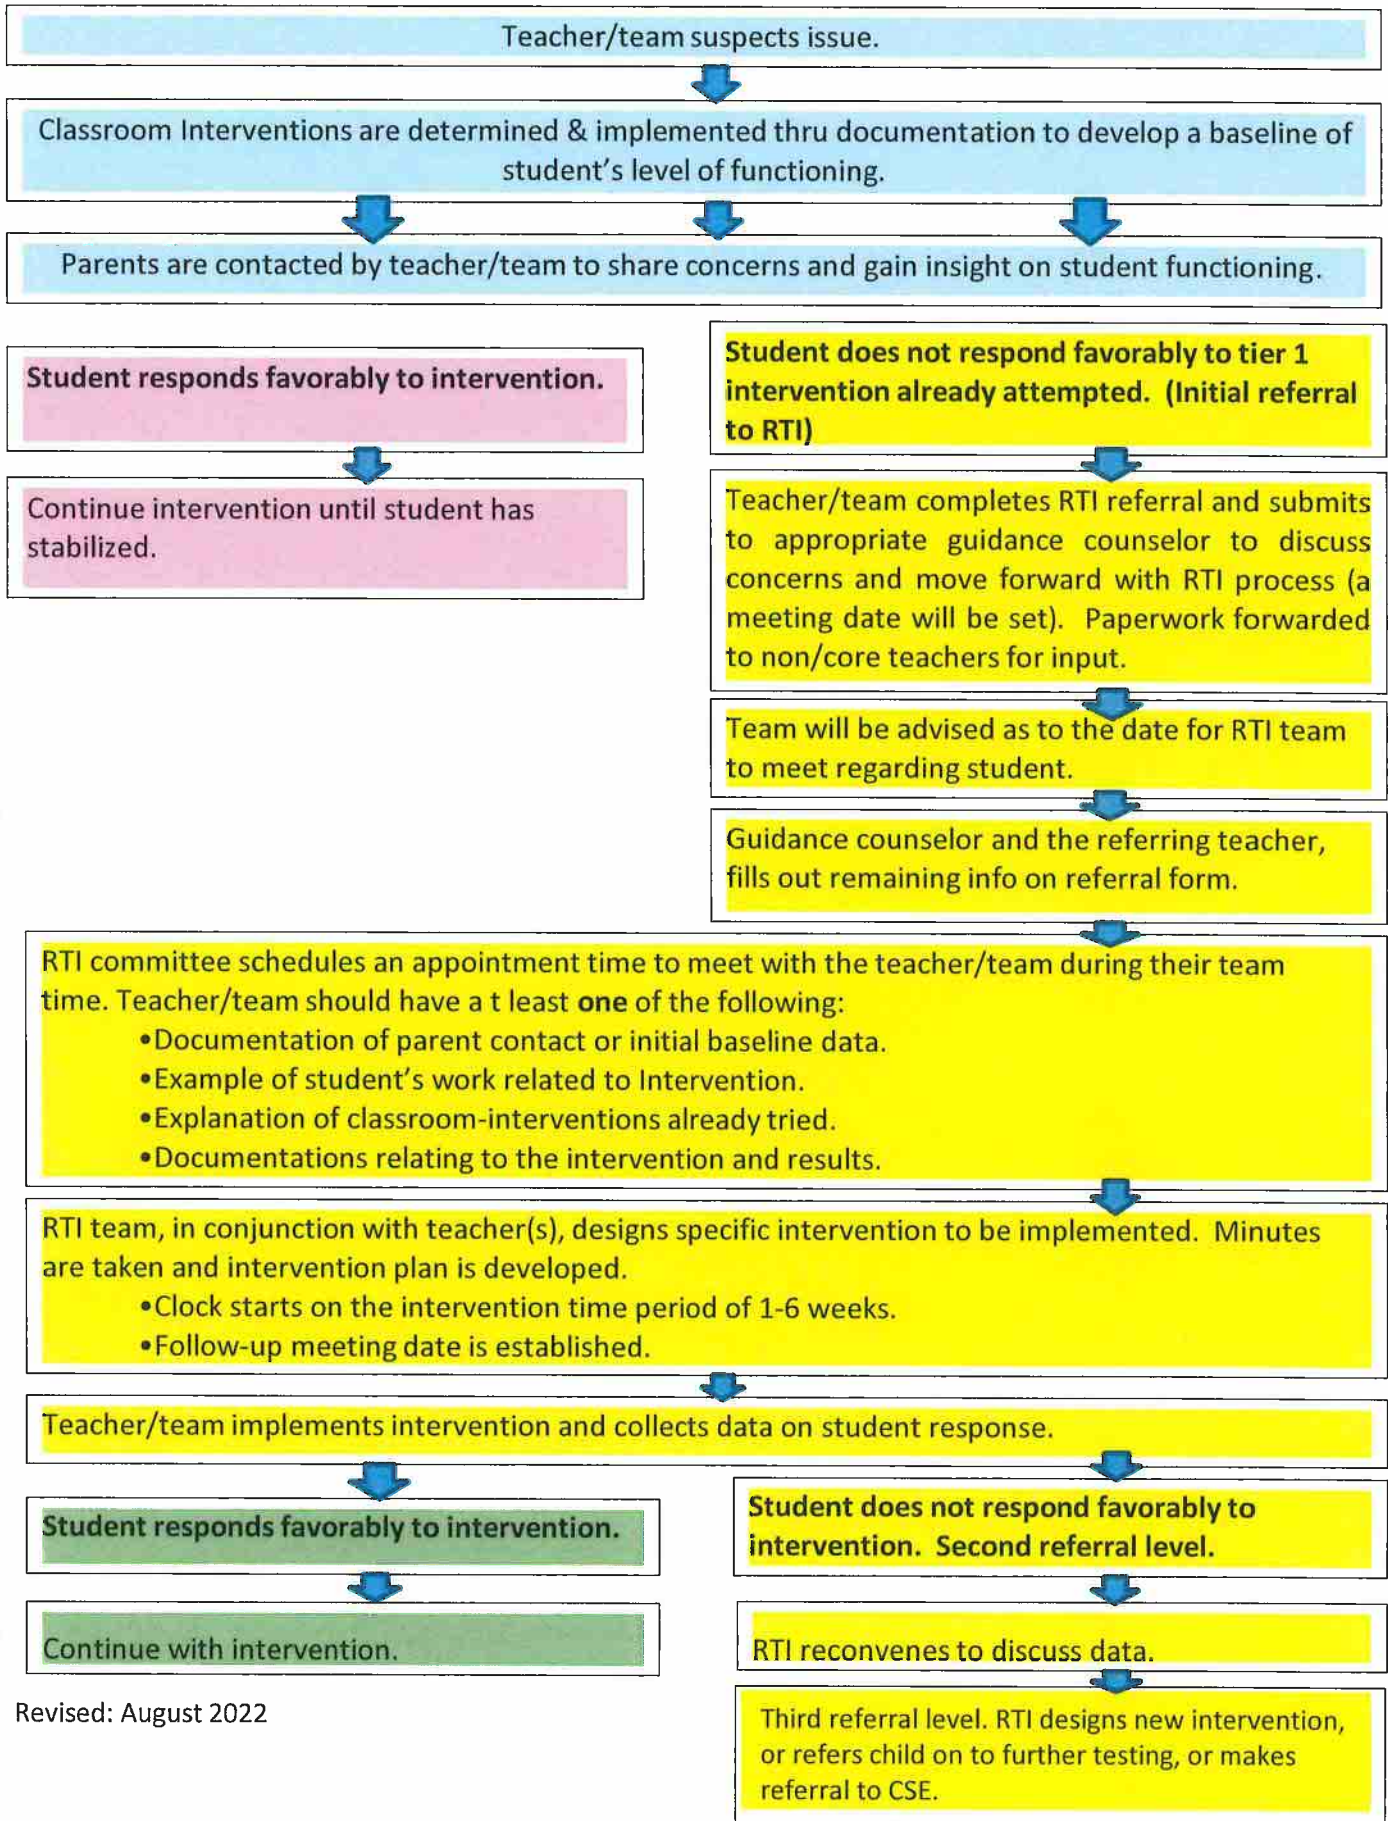 Teacher/team suspects issue.
Classroom Interventions are determined & implemented thru documentation to develop a baseline of
student's level of functioning.
Parents are contacted by teacher/team to share concerns and gain insight on student functioning.
Student responds favorably to intervention.
Continue intervention until student has
stabilized.
Student does not respond favorably to tier 1
intervention already attempted.  (Initial referral
to RTI)
Teacher/team completes RTI referral and submits
to appropriate guidance counselor to discuss
concerns and move forward with RTI process (a
meeting date will be set).  Paperwork forwarded
to non/core teachers for input.
Team will be advised as to the date for RTI team
to meet regarding student.
Guidance counselor and the referring teacher,
fills out remaining info on referral form.
RTI committee schedules an appointment time to meet with the teacher/team during their team
time. Teacher/team should have a t least one of the following:
•Documentation of parent contact or initial baseline data.
•Example of student's work related to Intervention.
•Explanation of classroom-interventions already tried.
•Documentations relating to the intervention and results.
RTI team, in conjunction with teacher(s), designs specific intervention to be implemented.  Minutes
are taken and intervention plan is developed.
•Clock starts on the intervention time period of 1-6 weeks.
•Follow-up meeting date is established.
Teacher/team implements intervention and collects data on student response.
Student responds favorably to intervention.
Continue with intervention.
Student does not respond favorably to
intervention.  Second referral level.
RTI reconvenes to discuss data.
Third referral level. RTI designs new intervention,
or refers child on to further testing, or makes
referral to CSE.
Revised: August 2022